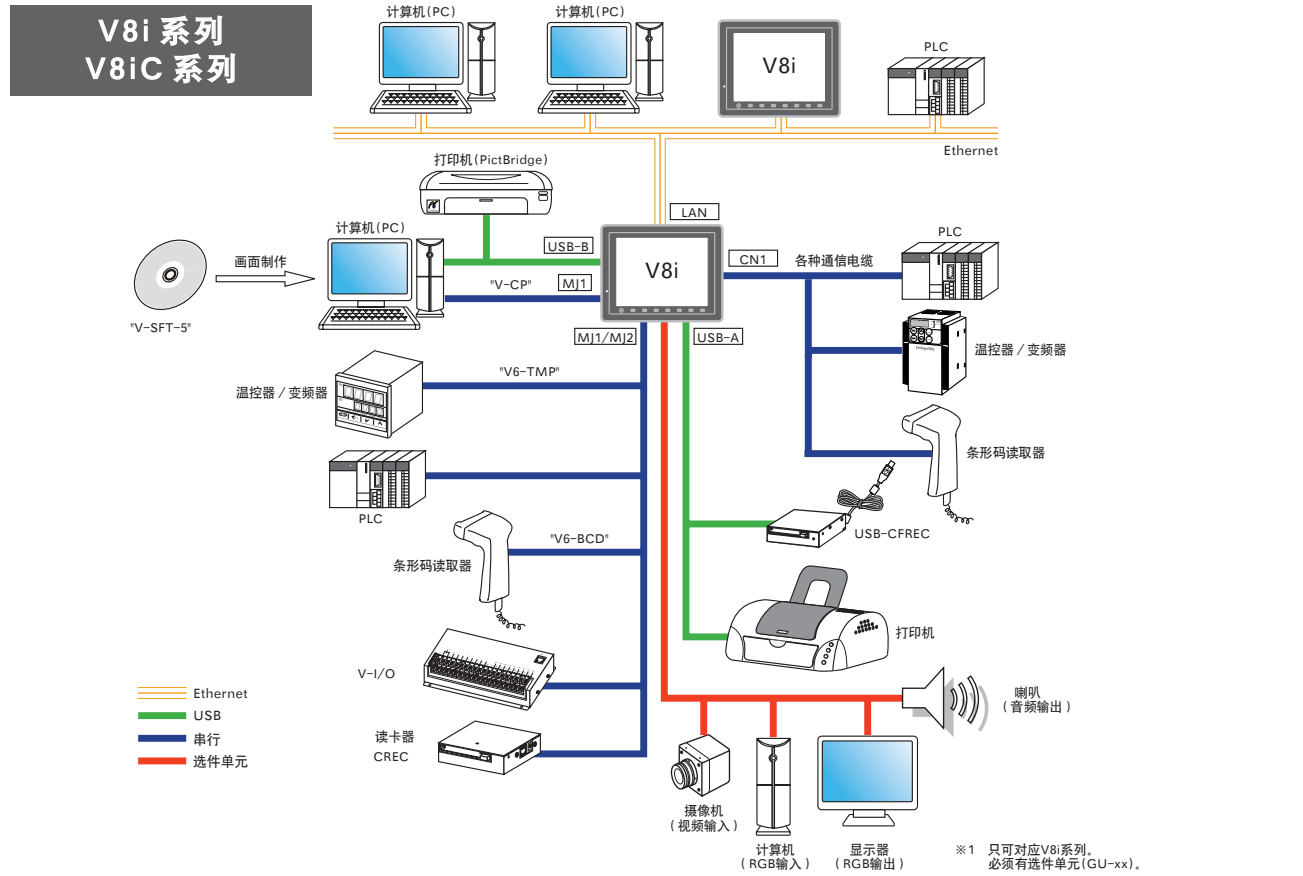 V8i 系列
V8iC 系列
计算机(PC)
计算机(PC)
V8i
PLC
Ethernet
打印机(PictBridge)
LAN
计算机(PC)
USB-B
V8i
CN1
各种通信电缆
PLC
画面制作
"V-CP"
MJ1
"V-SFT-5"
MJ1/MJ2
USB-A
温控器 / 变频器
"V6-TMP"
温控器 / 变频器
条形码读取器
PLC
USB-CFREC
"V6-BCD"
条形码读取器
打印机
V-I/O
Ethernet
USB
串行
选件单元
读卡器
CREC
喇叭
(音频输出)
摄像机
(视频输入)
计算机
(RGB输入)
显示器
(RGB输出)
※1 只可对应V8i系列。
必须有选件单元(GU-xx)。